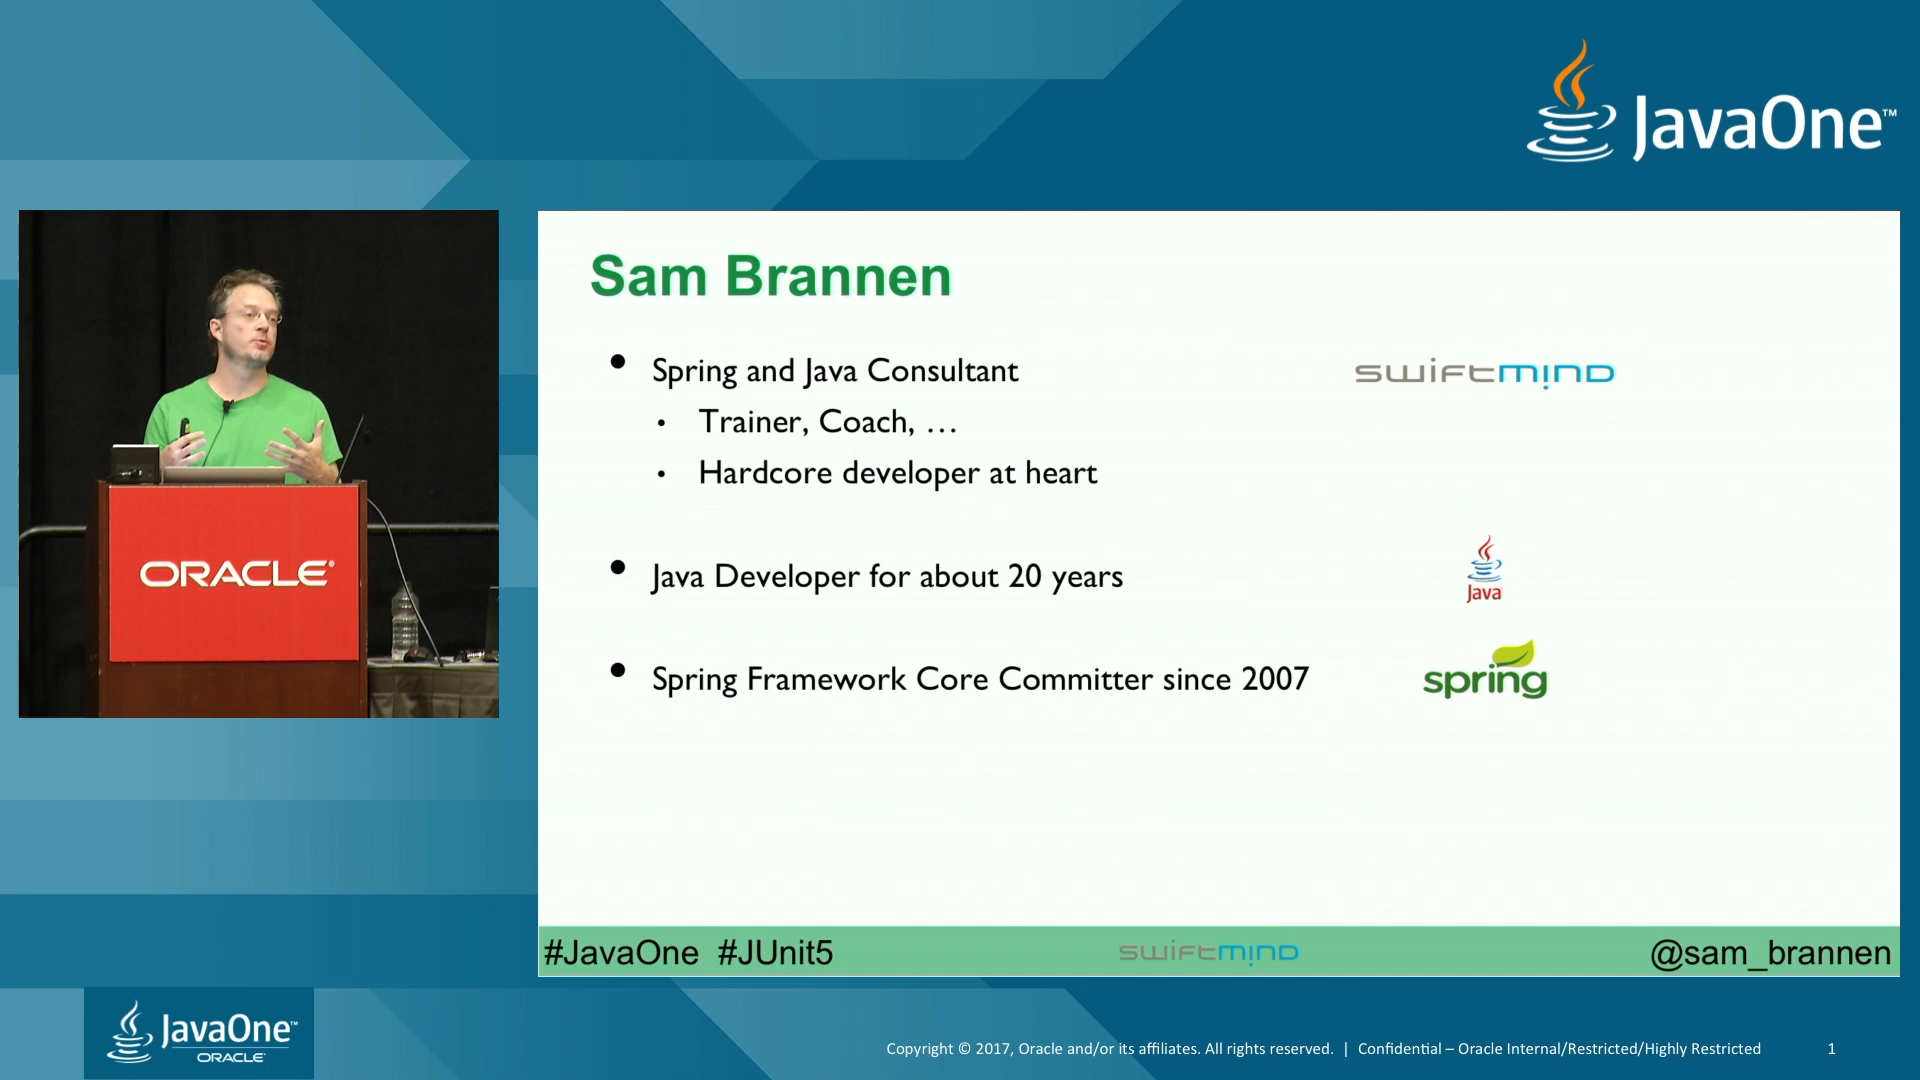 JavaOne™
Sam Brannen
• Spring and Java Consultant
swiftmind
• Trainer, Coach, …
• Hardcore developer at heart
• Java Developer for about 20 years
Java
• Spring Framework Core Committer since 2007
spring
ORACLE®
#JavaOne #JUnit5
swiftmind
@sam_brannen
JavaOne™
ORACLE®
Copyright © 2017, Oracle and/or its affiliates. All rights reserved. | Confidential – Oracle Internal/Restricted/Highly Restricted 1